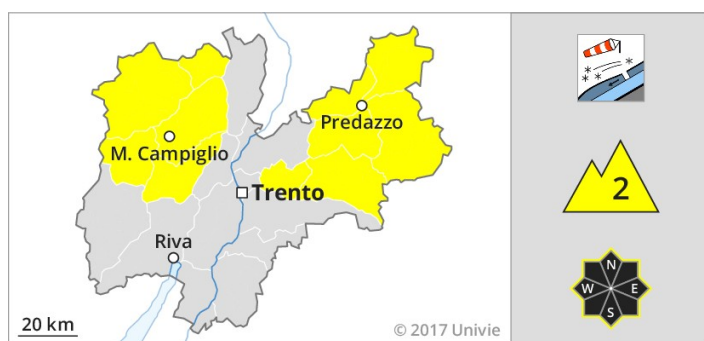 Predazzo
M. Campiglio
Trento
Riva
20 km
© 2017 Univie
2
N
W E
S